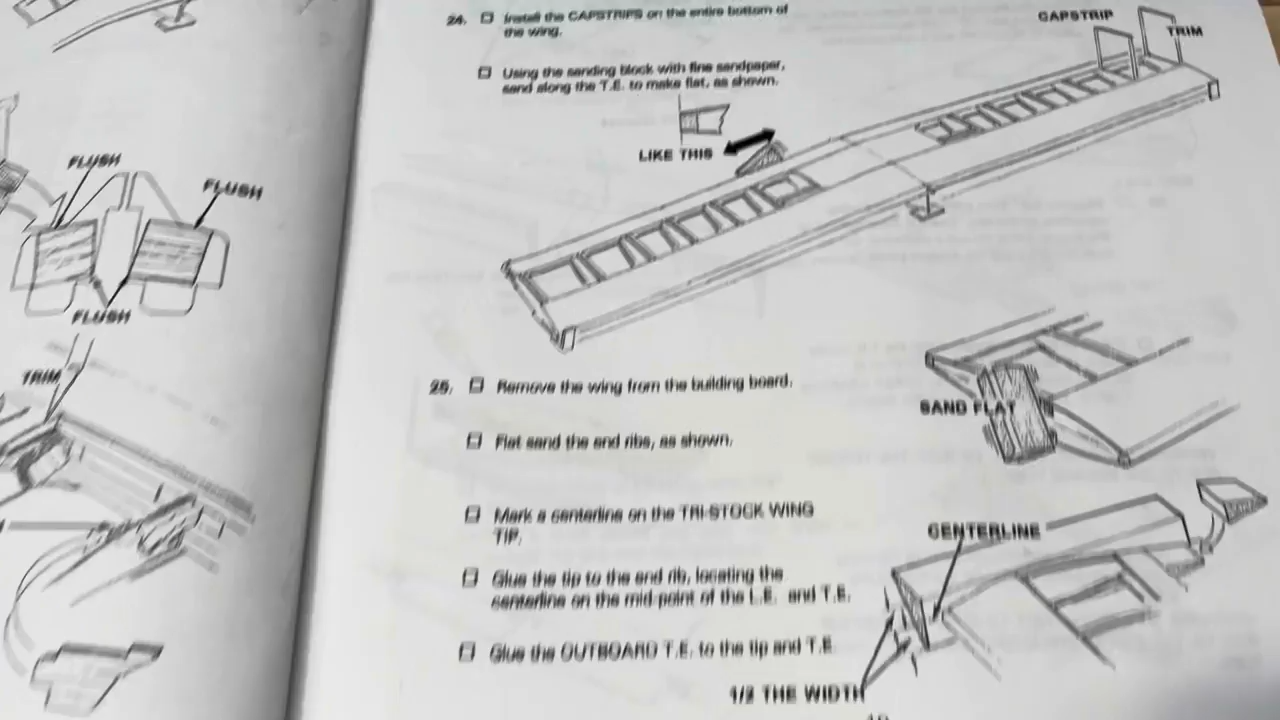 FLUSH
FLUSH
FLUSH
TRIM
24. Install the CAPSTRIPS on the entire bottom of
the wing.
Using the sanding block with fine sandpaper,
sand along the T.E. to make flat, as shown.
LIKE THIS
CAPSTRIP
TRIM
25. Remove the wing from the building board.
Flat sand the end ribs, as shown.
SAND FLAT
Mark a centerline on the TRI-STOCK WING
TIP.
CENTERLINE
Glue the tip to the end rib, locating the
centerline on the mid-point of the L.E. and T.E.
Glue the OUTBOARD T.E. to the tip and T.E.
1/2 THE WIDTH